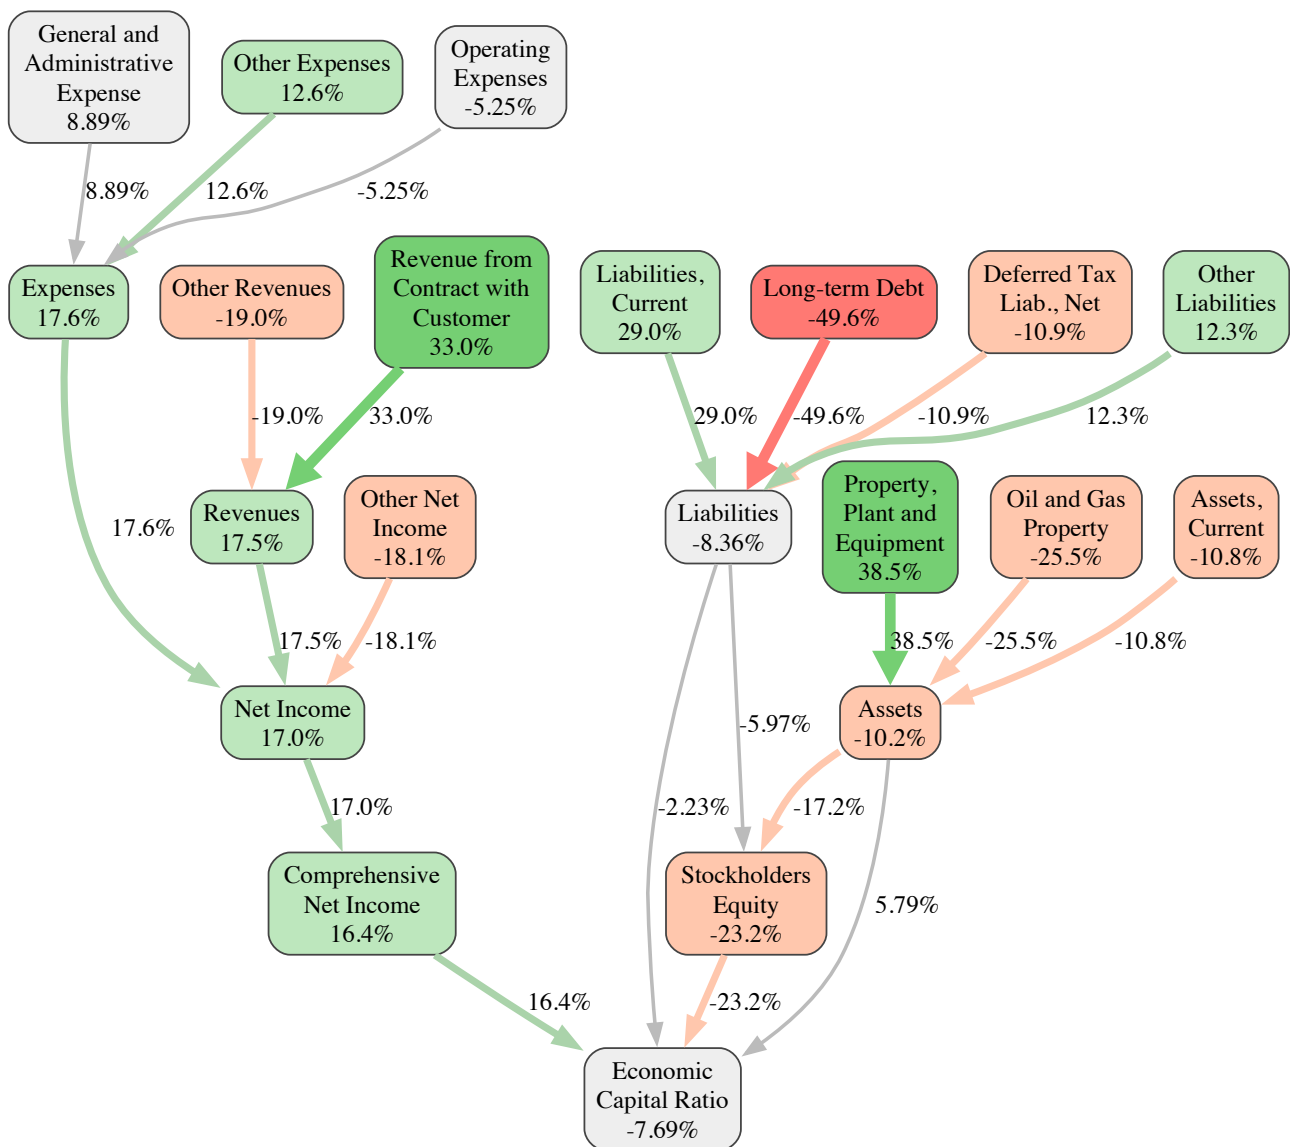 General and
Administrative
Expense
8.89%
Other Expenses
12.6%
Operating
Expenses
-5.25%
8.89%
12.6%
-5.25%
Expenses
17.6%
Other Revenues
-19.0%
Revenue from
Contract with
Customer
33.0%
Liabilities,
Current
29.0%
Long-term Debt
-49.6%
Deferred Tax
Liab., Net
-10.9%
Other
Liabilities
12.3%
-19.0%
33.0%
29.0%
-49.6%
-10.9%
12.3%
17.6%
Revenues
17.5%
Other Net
Income
-18.1%
Liabilities
-8.36%
Property,
Plant and
Equipment
38.5%
Oil and Gas
Property
-25.5%
Assets,
Current
-10.8%
17.5%
-18.1%
38.5%
-25.5%
-10.8%
Net Income
17.0%
-5.97%
Assets
-10.2%
17.0%
-2.23%
-17.2%
Comprehensive
Net Income
16.4%
Stockholders
Equity
-23.2%
5.79%
16.4%
-23.2%
Economic
Capital Ratio
-7.69%